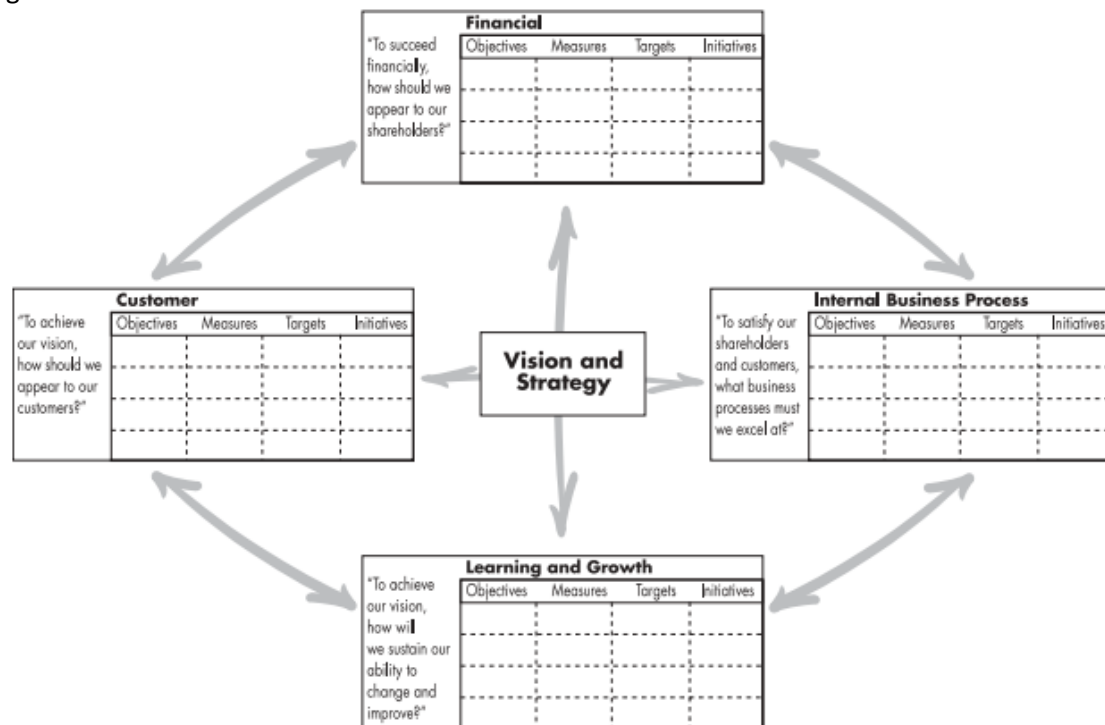 Financial
"To succeed
financially,
how should we
appear to our
shareholders?"
Objectives Measures Targets Initiatives
Customer
"To achieve
our vision,
how should we
appear to our
customers?"
Objectives Measures Targets Initiatives
Vision and
Strategy
Internal Business Process
"To satisfy our
shareholders
and customers,
what business
processes must
we excel at?"
Objectives Measures Targets Initiatives
Learning and Growth
"To achieve
our vision,
how will
we sustain our
ability to
change and
improve?"
Objectives Measures Targets Initiatives